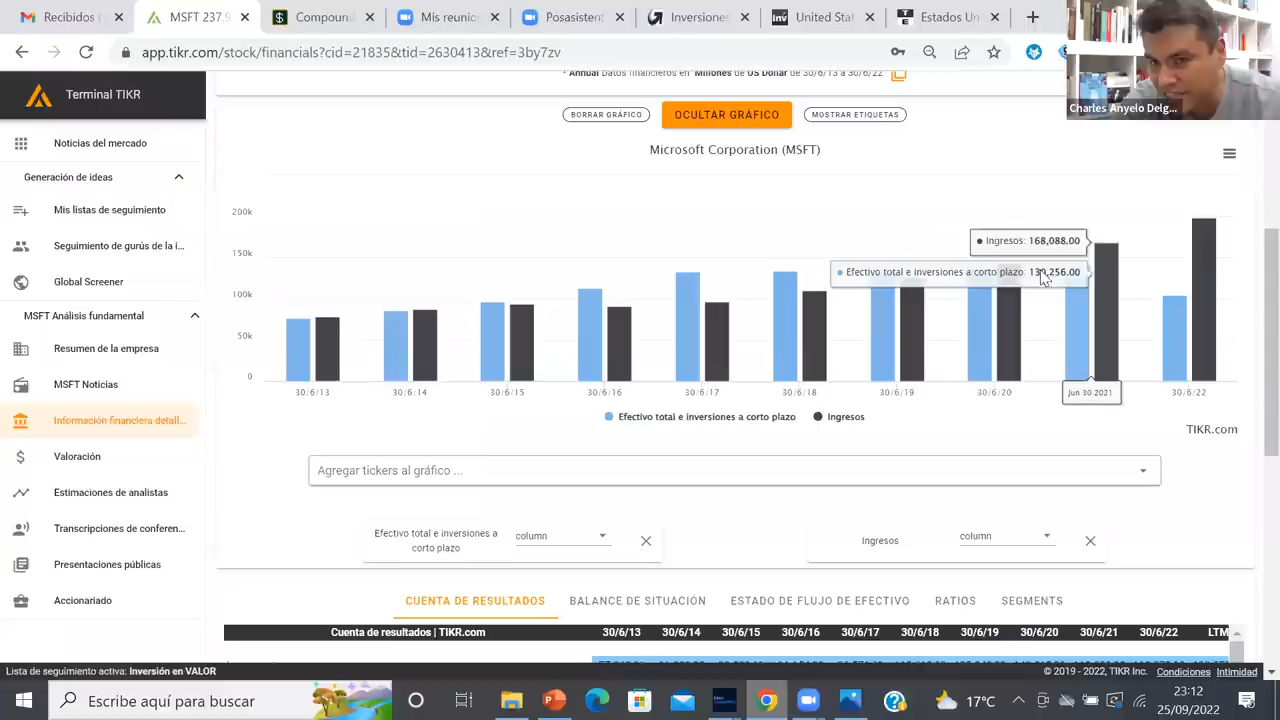 Recibidos (
MSFT 237.9
Compound
Mis reunic
Posasistent
Inversiones
United Stat
Estados Un
app.tikr.com/stock/financials?cid=21835&tid=2630413&ref=3by7zv
Charles Anyelo Delg...
Terminal TIKR
Noticias del mercado
Generación de ideas
Mis listas de seguimiento
Seguimiento de gurús de la i...
Global Screener
MSFT Análisis fundamental
Resumen de la empresa
MSFT Noticias
Información financiera detall...
Valoración
Estimaciones de analistas
Transcripciones de conferen...
Presentaciones públicas
Accionariado
* Annual Datos financieros en Millones de US Dollar de 30/6/13 a 30/6/22
BORRAR GRÁFICO
OCULTAR GRÁFICO
MOSTRAR ETIQUETAS
Microsoft Corporation (MSFT)
200k
150k
100k
50k
0
Ingresos: 168,088.00
Efectivo total e inversiones a corto plazo: 130,256.00
30/6/13 30/6/14 30/6/15 30/6/16 30/6/17 30/6/18 30/6/19 30/6/20 Jun 30 2021 30/6/22
Efectivo total e inversiones a corto plazo Ingresos
TIKR.com
Agregar tickers al gráfico ...
Efectivo total e inversiones a
corto plazo
column
Ingresos
column
CUENTA DE RESULTADOS BALANCE DE SITUACIÓN ESTADO DE FLUJO DE EFECTIVO RATIOS SEGMENTS
Cuenta de resultados | TIKR.com 30/6/13 30/6/14 30/6/15 30/6/16 30/6/17 30/6/18 30/6/19 30/6/20 30/6/21 30/6/22 LTM
Lista de seguimiento activa: Inversión en VALOR
© 2019 - 2022, TIKR Inc. Condiciones Intimidad
Escribe aquí para buscar
17°C
23:12
25/09/2022